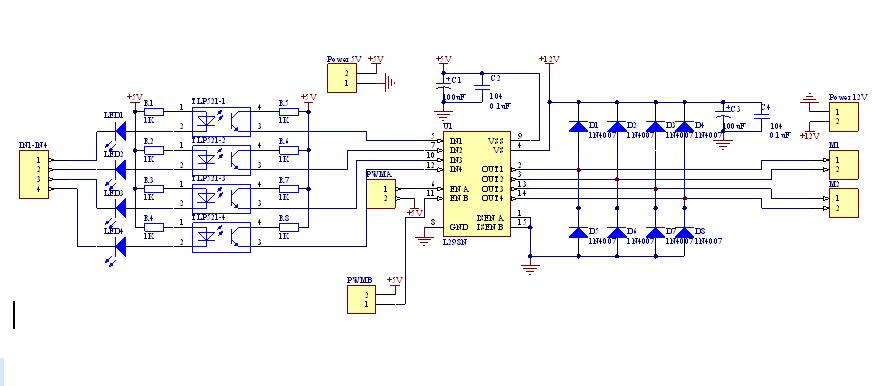 Power 5V
+5V
2
1
+5V
+12V
C1
100uF
C2
104
0.1uF
+5V
+5V
R1
1K
1
2
TLP521-1
4
3
R5
1K
LED1
R2
1K
1
2
TLP521-2
4
3
R6
1K
LED2
R3
1K
1
2
TLP521-3
4
3
R7
1K
LED3
R4
1K
1
2
TLP521-4
4
3
R8
1K
LED4
IN1-IN4
1
2
3
4
PWMA
1
2
+5V
PWMB
+5V
2
1
U1
5
7
10
12
6
11
8
IN1
IN2
IN3
IN4
EN A
EN B
GND
VSS
VS
OUT1
OUT2
OUT3
OUT4
ISEN A
ISEN B
9
4
2
3
13
14
1
15
L298N
D1
1N4007
D2
1N4007
D3
1N4007
D4
1N4007
D5
1N4007
D6
1N4007
D7
1N4007
D8
1N4007
C3
100uF
C4
104
0.1uF
Power 12V
1
2
+12V
M1
1
2
M2
1
2